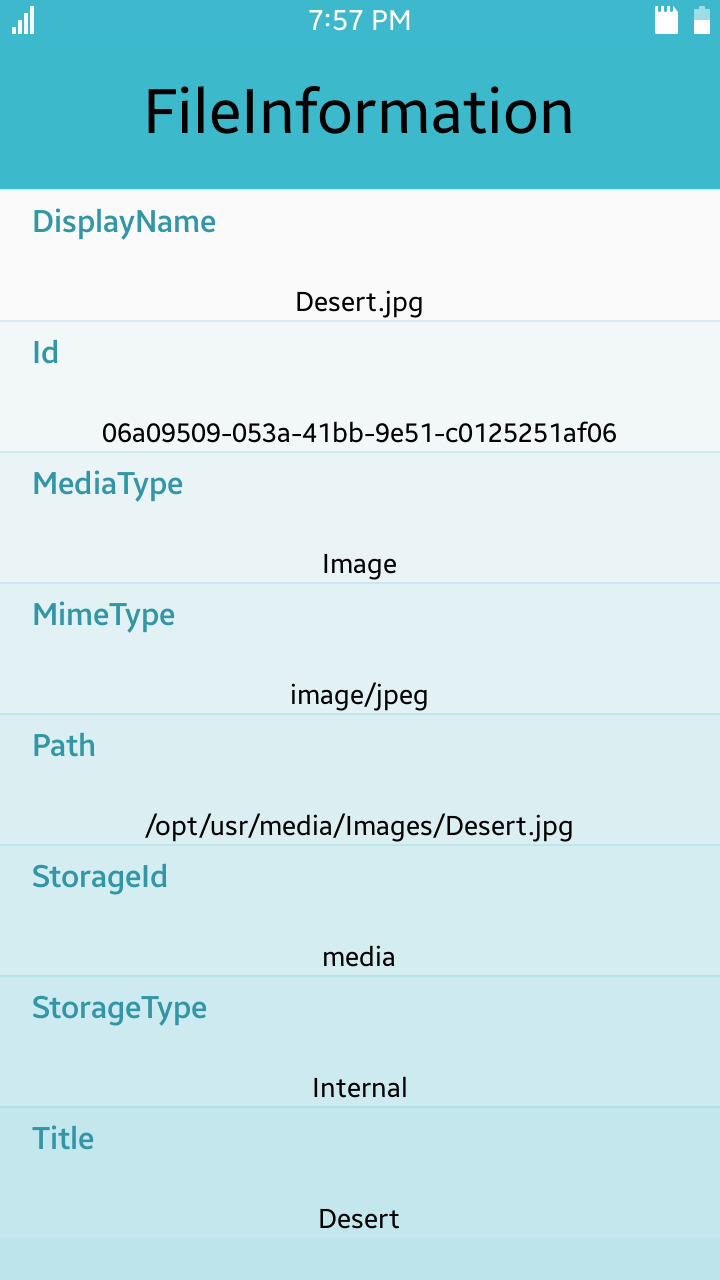 7:57 PM
FileInformation
DisplayName
Desert.jpg
Id
06a09509-053a-41bb-9e51-c0125251af06
MediaType
Image
MimeType
image/jpeg
Path
/opt/usr/media/Images/Desert.jpg
StorageId
media
StorageType
Internal
Title
Desert